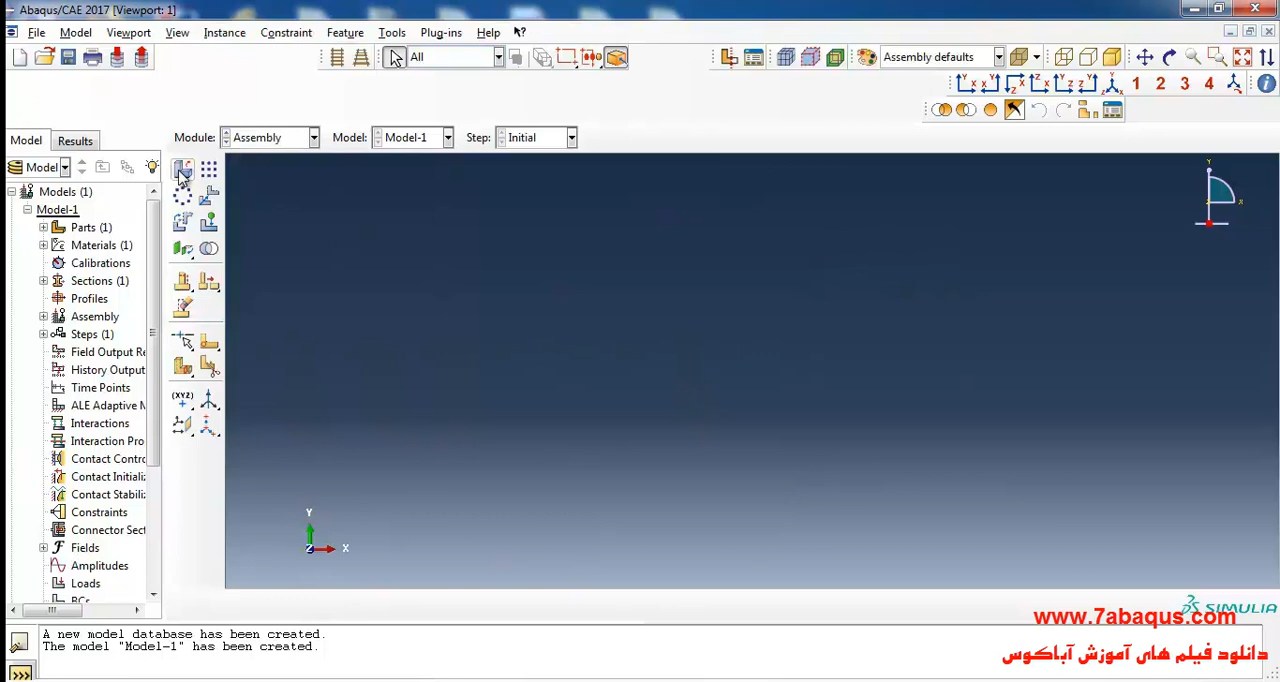 Abaqus/CAE 2017 [Viewport: 1]
File Model Viewport View Instance Constraint Feature Tools Plug-ins Help
All
Assembly defaults
1 2 3 4
Model Results
Module: Assembly Model: Model-1 Step: Initial
Model
Models (1)
Model-1
Parts (1)
Materials (1)
Calibrations
Sections (1)
Profiles
Assembly
Steps (1)
Field Output Re
History Output
Time Points
ALE Adaptive M
Interactions
Interaction Pro
Contact Contro
Contact Initializ
Contact Stabiliz
Constraints
Connector Sect
Fields
Amplitudes
Loads
BCs
(XYZ)
Y
X
Y
Z
X
SIMULIA
www.7abaqus.com
دانلود فیلم های آموزش آباکوس
A new model database has been created.
The model "Model-1" has been created.
>>>